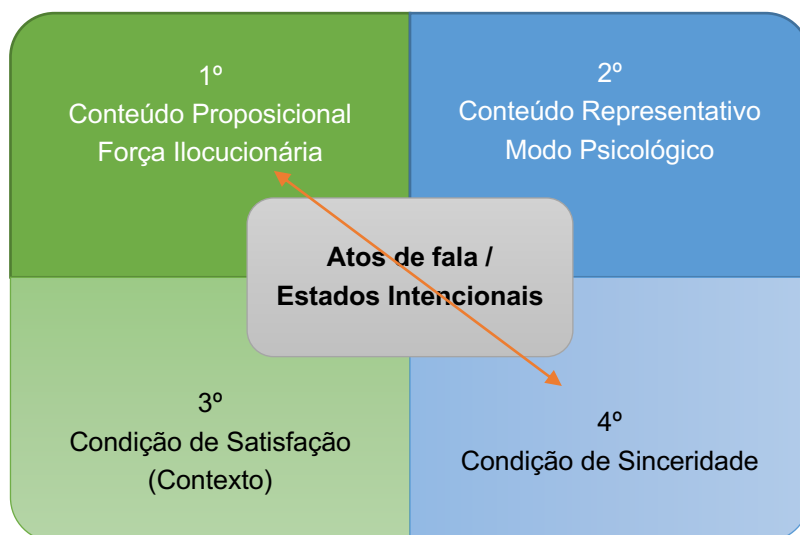 1º
Conteúdo Proposicional
Força Ilocucionária
2º
Conteúdo Representativo
Modo Psicológico
Atos de fala /
Estados Intencionais
3º
Condição de Satisfação
(Contexto)
4º
Condição de Sinceridade